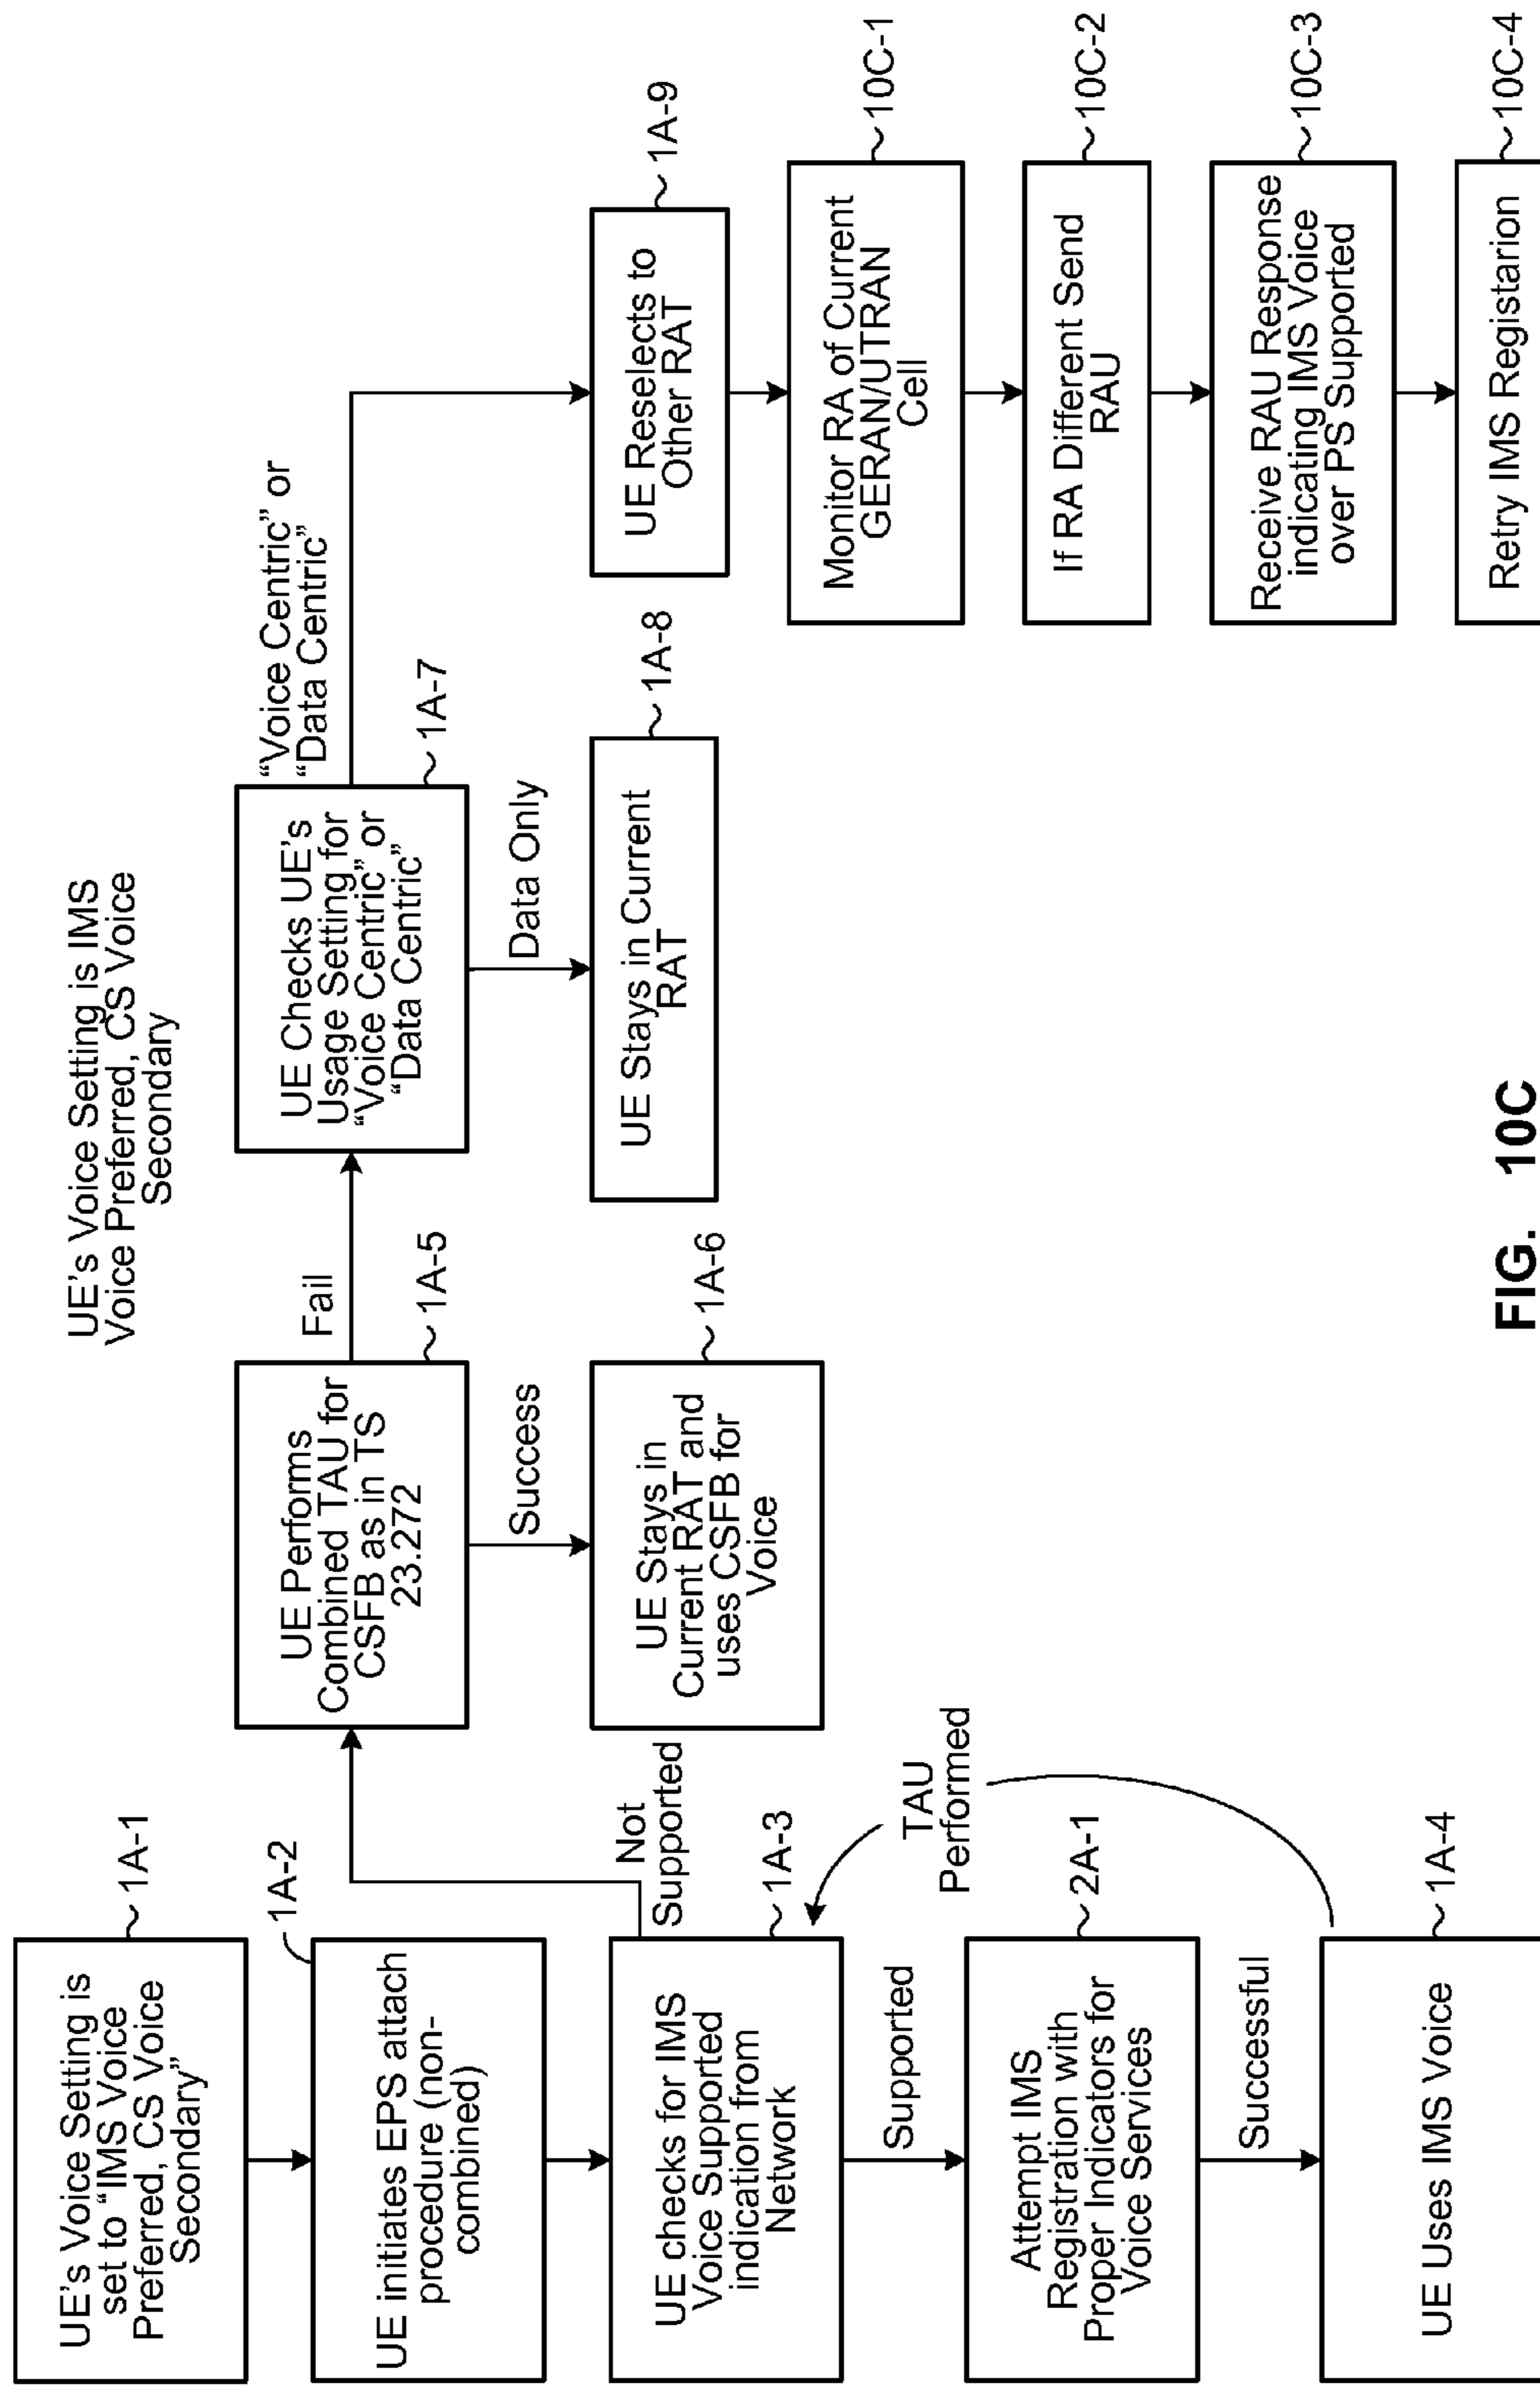 UE's Voice Setting is IMS
Voice Preferred, CS Voice
Secondary
UE's Voice Setting is
set to “IMS Voice
Preferred, CS Voice
Secondary”
1A-1
1A-2
UE initiates EPS attach
procedure (non-
combined)
UE checks for IMS
Voice Supported
indication from
Network
1A-3
Not
Supported
Supported
TAU
Performed
Attempt IMS
Registration with
Proper Indicators for
Voice Services
2A-1
Successful
UE Uses IMS Voice
1A-4
UE Performs
Combined TAU for
CSFB as in TS
23.272
1A-5
Fail
Success
UE Stays in
Current RAT and
uses CSFB for
Voice
1A-6
UE Checks UE's
Usage Setting for
“Voice Centric” or
“Data Centric”
1A-7
“Voice Centric” or
“Data Centric”
Data Only
UE Stays in Current
RAT
1A-8
UE Reselects to
Other RAT
1A-9
Monitor RA of Current
GERAN/UTRAN
Cell
10C-1
If RA Different Send
RAU
10C-2
Receive RAU Response
indicating IMS Voice
over PS Supported
10C-3
Retry IMS Registarion
10C-4
FIG. 10C